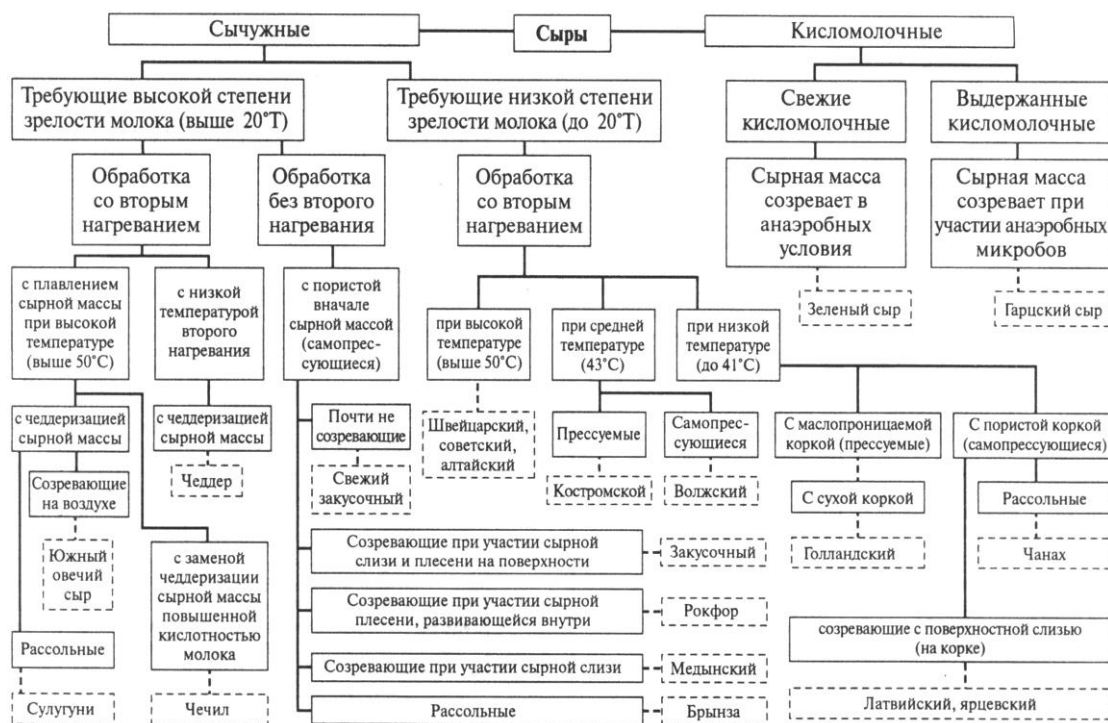 Сычужные
Сыры
Кисломолочные
Требующие высокой степени
зрелости молока (выше 20°Т)
Требующие низкой степени
зрелости молока (до 20°Т)
Свежие
кисломолочные
Выдержанные
кисломолочные
Обработка
со вторым
нагреванием
Обработка
без второго
нагревания
Обработка
со вторым
нагреванием
Сырная масса
созревает в
анаэробных
условия
Сырная масса
созревает при
участии анаэробных
микробов
Зеленый сыр
Гарцский сыр
с плавлением
сырной массы
при высокой
температуре
(выше 50°С)
с низкой
температурой
второго
нагревания
с пористой
вначале
сырной массой
(самопрес-
сующиеся)
при высокой
температуре
(выше 50°С)
при средней
температуре
(43°С)
при низкой
температуре
(до 41°С)
с чеддеризацией
сырной массы
с чеддеризацией
сырной массы
Почти не
созревающие
Швейцарский,
советский,
алтайский
Прессуемые
Самопрес-
сующиеся
С маслопроницаемой
коркой (прессуемые)
С пористой коркой
(самопрессующиеся)
Созревающие
на воздухе
Чеддер
Свежий
закусочный
Костромской
Волжский
С сухой коркой
Рассольные
Южный
овечий
сыр
с заменой
чеддеризации
сырной массы
повышенной
кислотностью
молока
Созревающие при участии сырной
слизи и плесени на поверхности
Закусочный
Голландский
Чанах
Созревающие при участии сырной
плесени, развивающейся внутри
Рокфор
Рассольные
созревающие с поверхностной слизью
(на корке)
Созревающие при участии сырной слизи
Медынский
Сулугуни
Чечил
Рассольные
Брынза
Латвийский, ярцевский